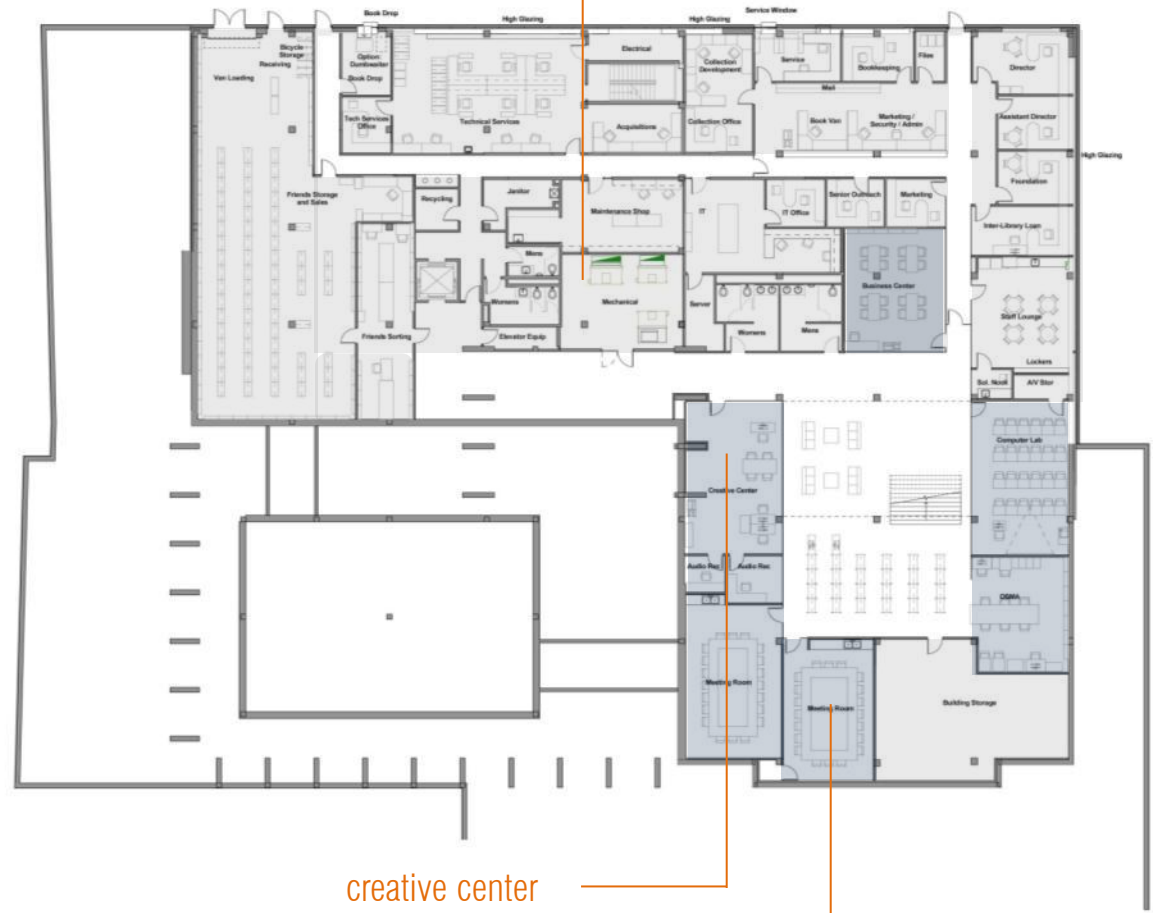 Book Drop
High Glazing
High Glazing
Service Window
Bicycle
Storage
Receiving
Van Loading
Option
Dumbwaiter
Book Drop
Electrical
Collection
Development
Service
Bookkeeping
Files
Director
Mail
Tech Services
Office
Technical Services
Acquisitions
Collection Office
Book Van
Marketing /
Security / Admin
Assistant Director
High Glazing
Foundation
Friends Storage
and Sales
Recycling
Janitor
Maintenance Shop
IT
IT Office
Senior Outreach
Marketing
Inter-Library Loan
Mens
Business Center
Womens
Mechanical
Server
Staff Lounge
Friends Sorting
Elevator Equip
Womens
Mens
Lockers
A/V Stor
Computer Lab
Creative Center
Audio Rec
Audio Rec
Meeting Room
Meeting Room
Building Storage
creative center